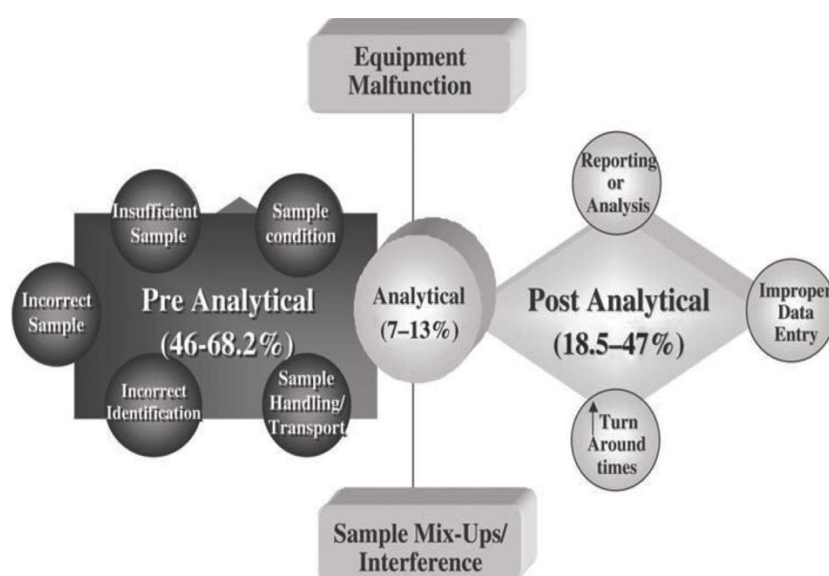 Equipment
Malfunction
Reporting
or
Analysis
Insufficient
Sample
Sample
condition
Incorrect
Sample
Pre Analytical
(46-68.2%)
Analytical
(7–13%)
Post Analytical
(18.5–47%)
Improper
Data
Entry
Incorrect
Identification
Sample
Handling/
Transport
↑ Turn
Around
times
Sample Mix-Ups/
Interference